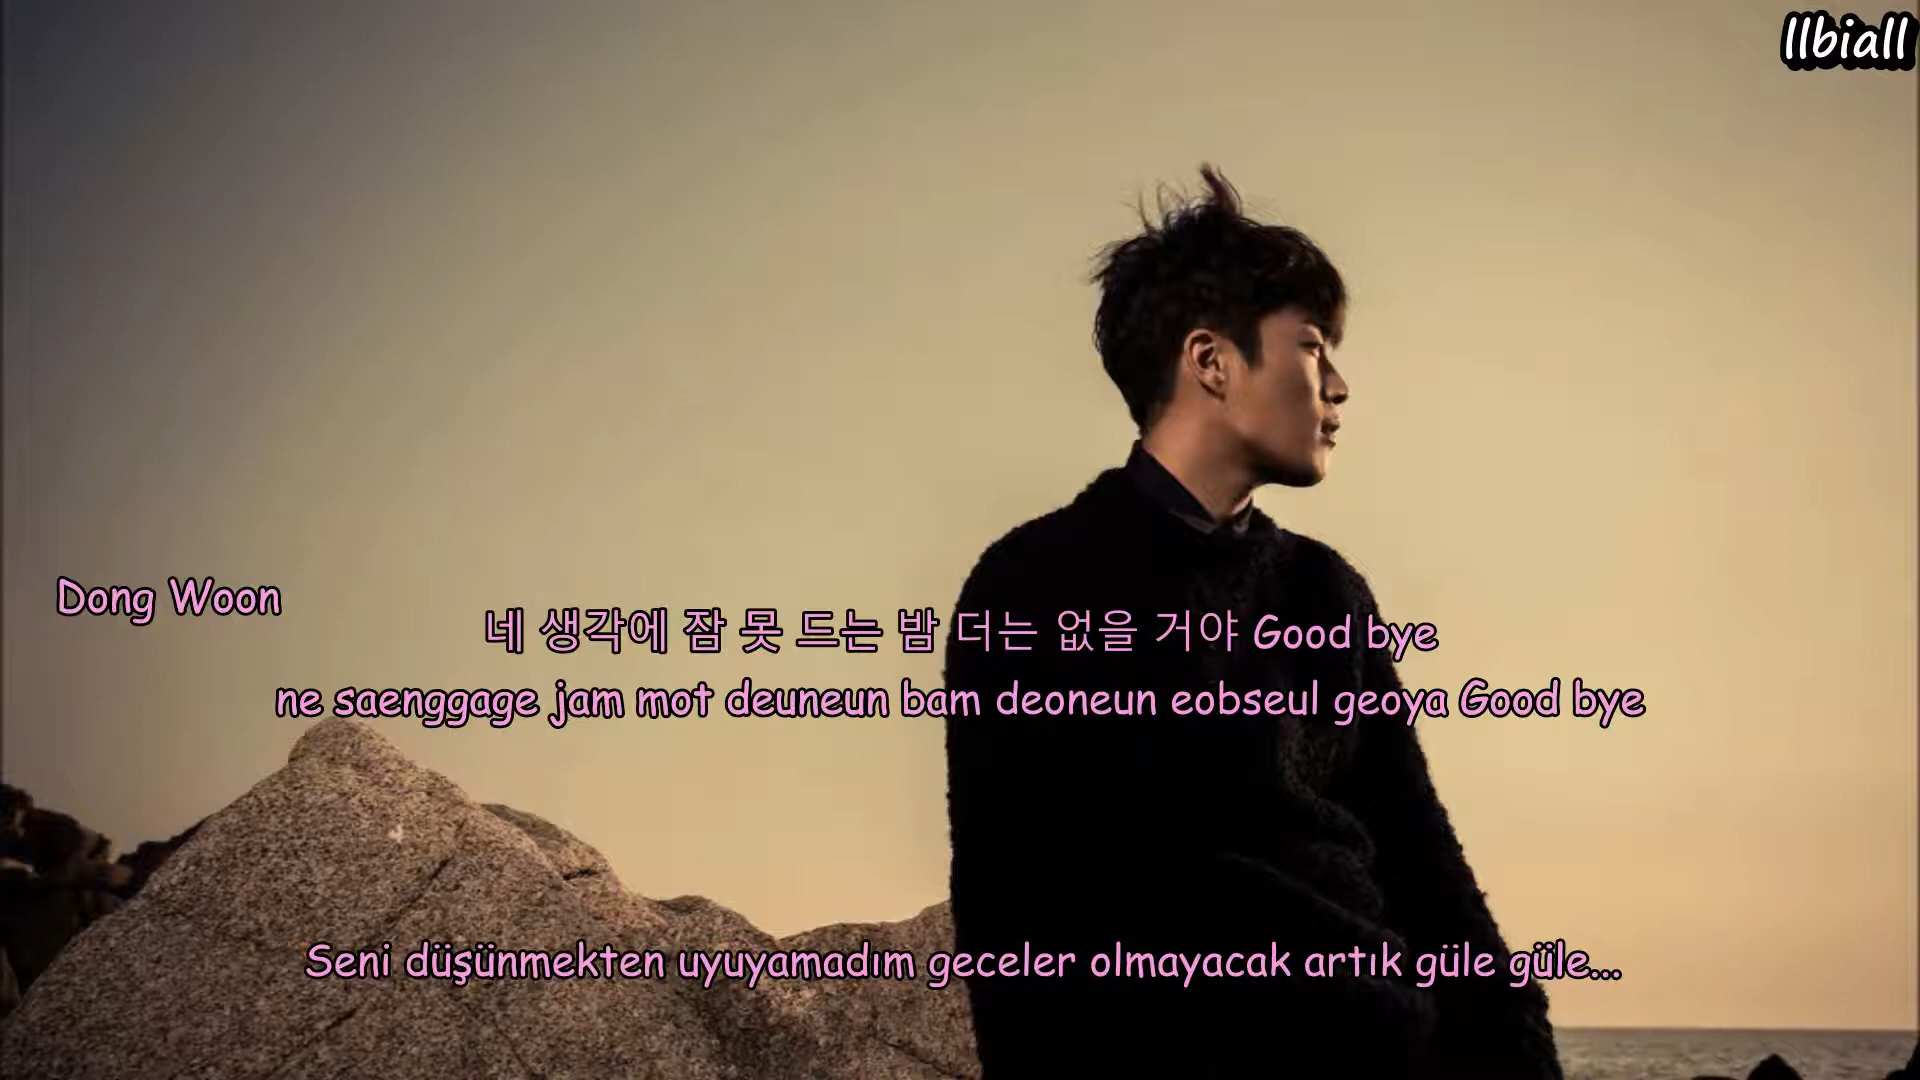 llbiall
Dong Woon
네 생각에 잠 못 드는 밤 더는 없을 거야 Good bye
ne saenggage jam mot deuneun bam deoneun eobseul geoya Good bye
Seni düşünmekten uyuyamadım geceler olmayacak artık güle güle...